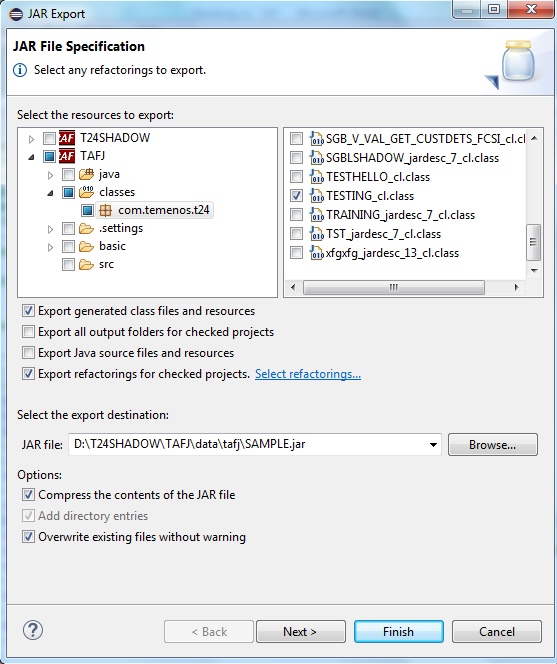 JAR Export
JAR File Specification
Select any refactorings to export.
Select the resources to export:
T24SHADOW
TAFJ
java
classes
com.temenos.t24
.settings
basic
src
SGB_V_VAL_GET_CUSTDETS_FCSI_cl.cl
SGBLSHADOW_jardesc_7_cl.class
TESTHELLO_cl.class
TESTING_cl.class
TRAINING_jardesc_7_cl.class
TST_jardesc_7_cl.class
xfgxfg_jardesc_13_cl.class
Export generated class files and resources
Export all output folders for checked projects
Export Java source files and resources
Export refactorings for checked projects. Select refactorings...
Select the export destination:
JAR file: D:\T24SHADOW\TAFJ\data\tafj\SAMPLE.jar Browse...
Options:
Compress the contents of the JAR file
Add directory entries
Overwrite existing files without warning
? < Back Next > Finish Cancel